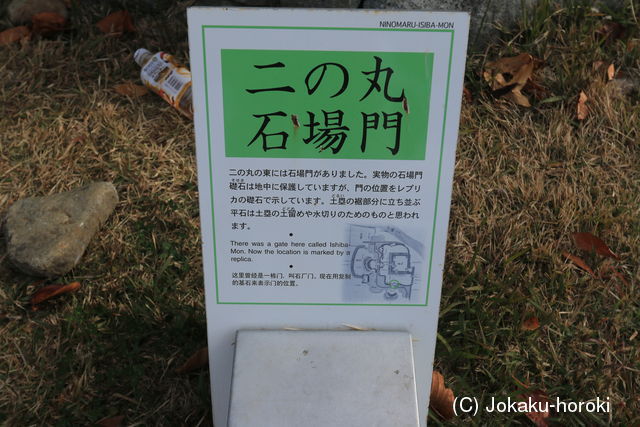 NINOMARU-ISIBA-MON
二の丸
石場門
二の丸の東には石場門がありました。実物の石場門
礎石は地中に保護していますが、門の位置をレプリ
カの礎石で示しています。土塁の裾部分に立ち並ぶ
平石は土塁の土留めや水切りのためのものと思われ
ます。
There was a gate here called Ishiba-
Mon. Now the location is marked by a
replica.
这里曾经是一栋门，叫石厂门。现在用复制
的基石来表示门的位置。
(C) Jokaku-horoki